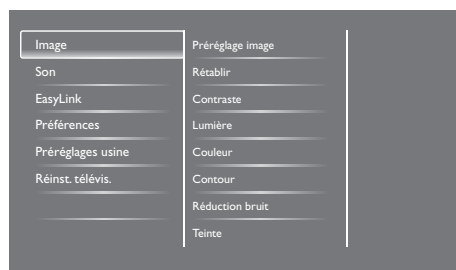 Image
Son
EasyLink
Préférences
Préréglages usine
Réinst. télévis.
Préréglage image
Rétablir
Contraste
Lumière
Couleur
Contour
Réduction bruit
Teinte